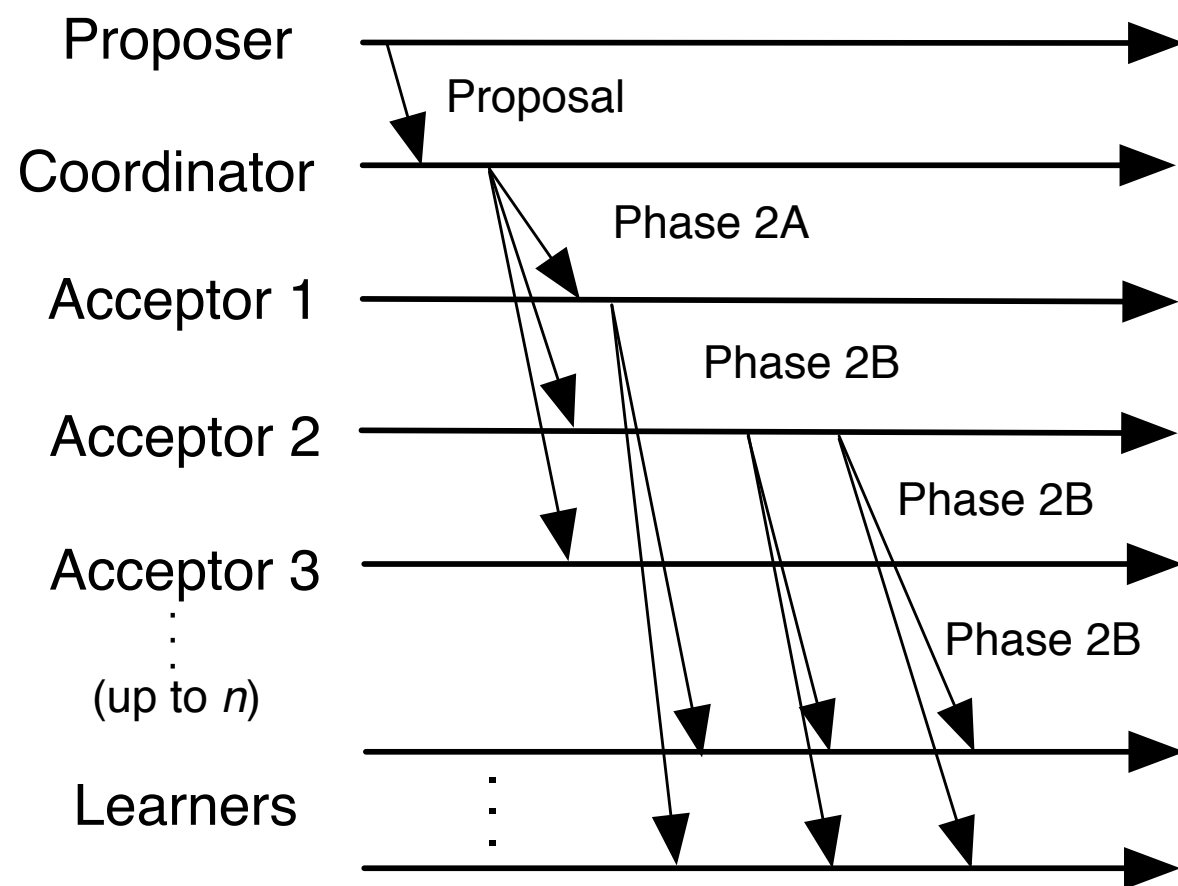 Proposer
Proposal
Coordinator
Phase 2A
Acceptor 1
Phase 2B
Acceptor 2
Phase 2B
Acceptor 3
Phase 2B
(up to n)
Learners